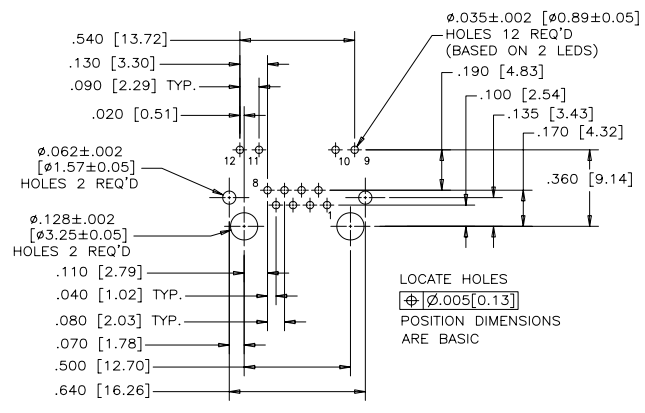 .540 [13.72]
.130 [3.30]
.090 [2.29] TYP.
.020 [0.51]
ø.035±.002 [ø0.89±0.05]
HOLES 12 REQ'D
(BASED ON 2 LEDS)
.190 [4.83]
.100 [2.54]
.135 [3.43]
.170 [4.32]
.360 [9.14]
12
11
10
9
8
1
ø.062±.002
[ø1.57±0.05]
HOLES 2 REQ'D
ø.128±.002
[ø3.25±0.05]
HOLES 2 REQ'D
.110 [2.79]
.040 [1.02] TYP.
.080 [2.03] TYP.
.070 [1.78]
.500 [12.70]
.640 [16.26]
LOCATE HOLES
⌖ Ø.005[0.13]
POSITION DIMENSIONS
ARE BASIC